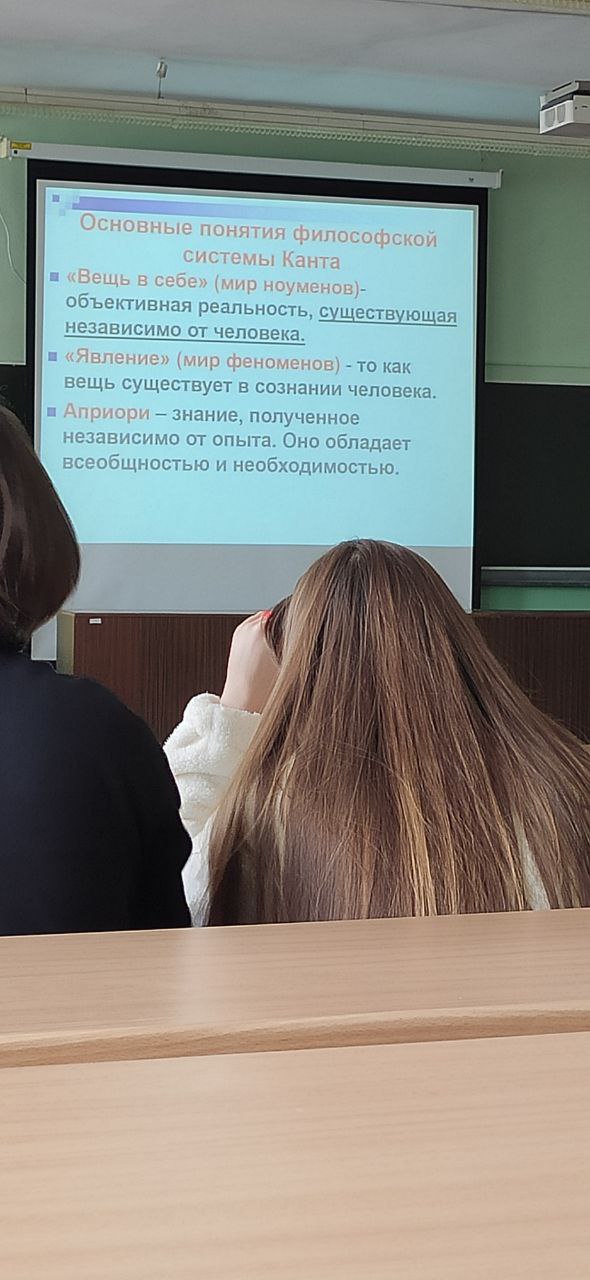 Основные понятия философской
системы Канта
«Вещь в себе» (мир ноуменов)-
объективная реальность, существующая
независимо от человека.
«Явление» (мир феноменов) - то как
вещь существует в сознании человека.
Априори – знание, полученное
независимо от опыта. Оно обладает
всеобщностью и необходимостью.